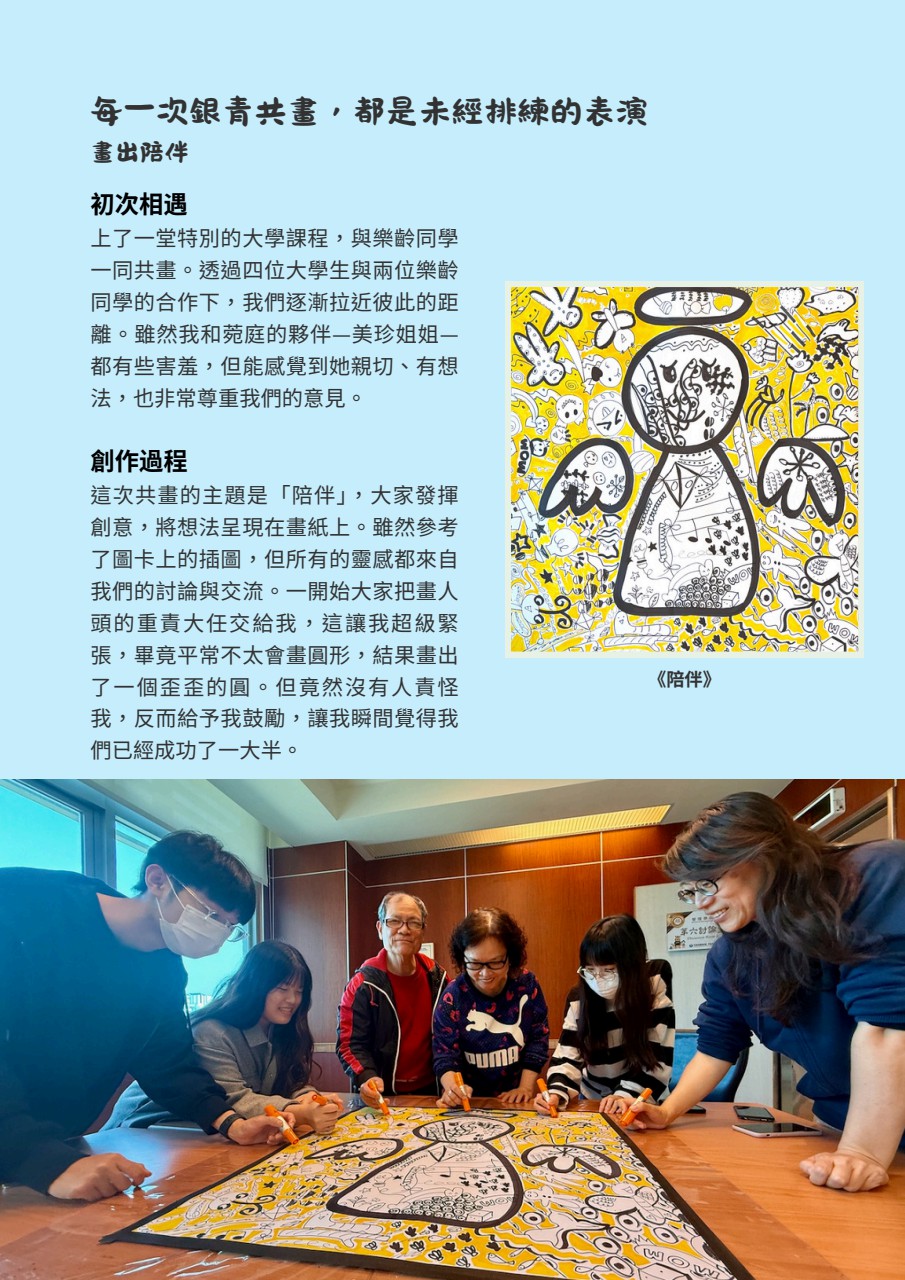 每一次銀青共畫，都是未經排練的表演
畫出陪伴
初次相遇
上了一堂特別的大學課程，與樂齡同學
一同共畫。透過四位大學生與兩位樂齡
同學的合作下，我們逐漸拉近彼此的距
離。雖然我和菀庭的夥伴—美珍姐姐—
都有些害羞，但能感覺到她親切、有想
法，也非常尊重我們的意見。
創作過程
這次共畫的主題是「陪伴」，大家發揮
創意，將想法呈現在畫紙上。雖然參考
了圖卡上的插圖，但所有的靈感都來自
我們的討論與交流。一開始大家把畫人
頭的重責大任交給我，這讓我超級緊
張，畢竟平常不太會畫圓形，結果畫出
了一個歪歪的圓。但竟然沒有人責怪
我，反而給予我鼓勵，讓我瞬間覺得我
們已經成功了一大半。
MOM
WOW
《陪伴》
第六討論
PUMA